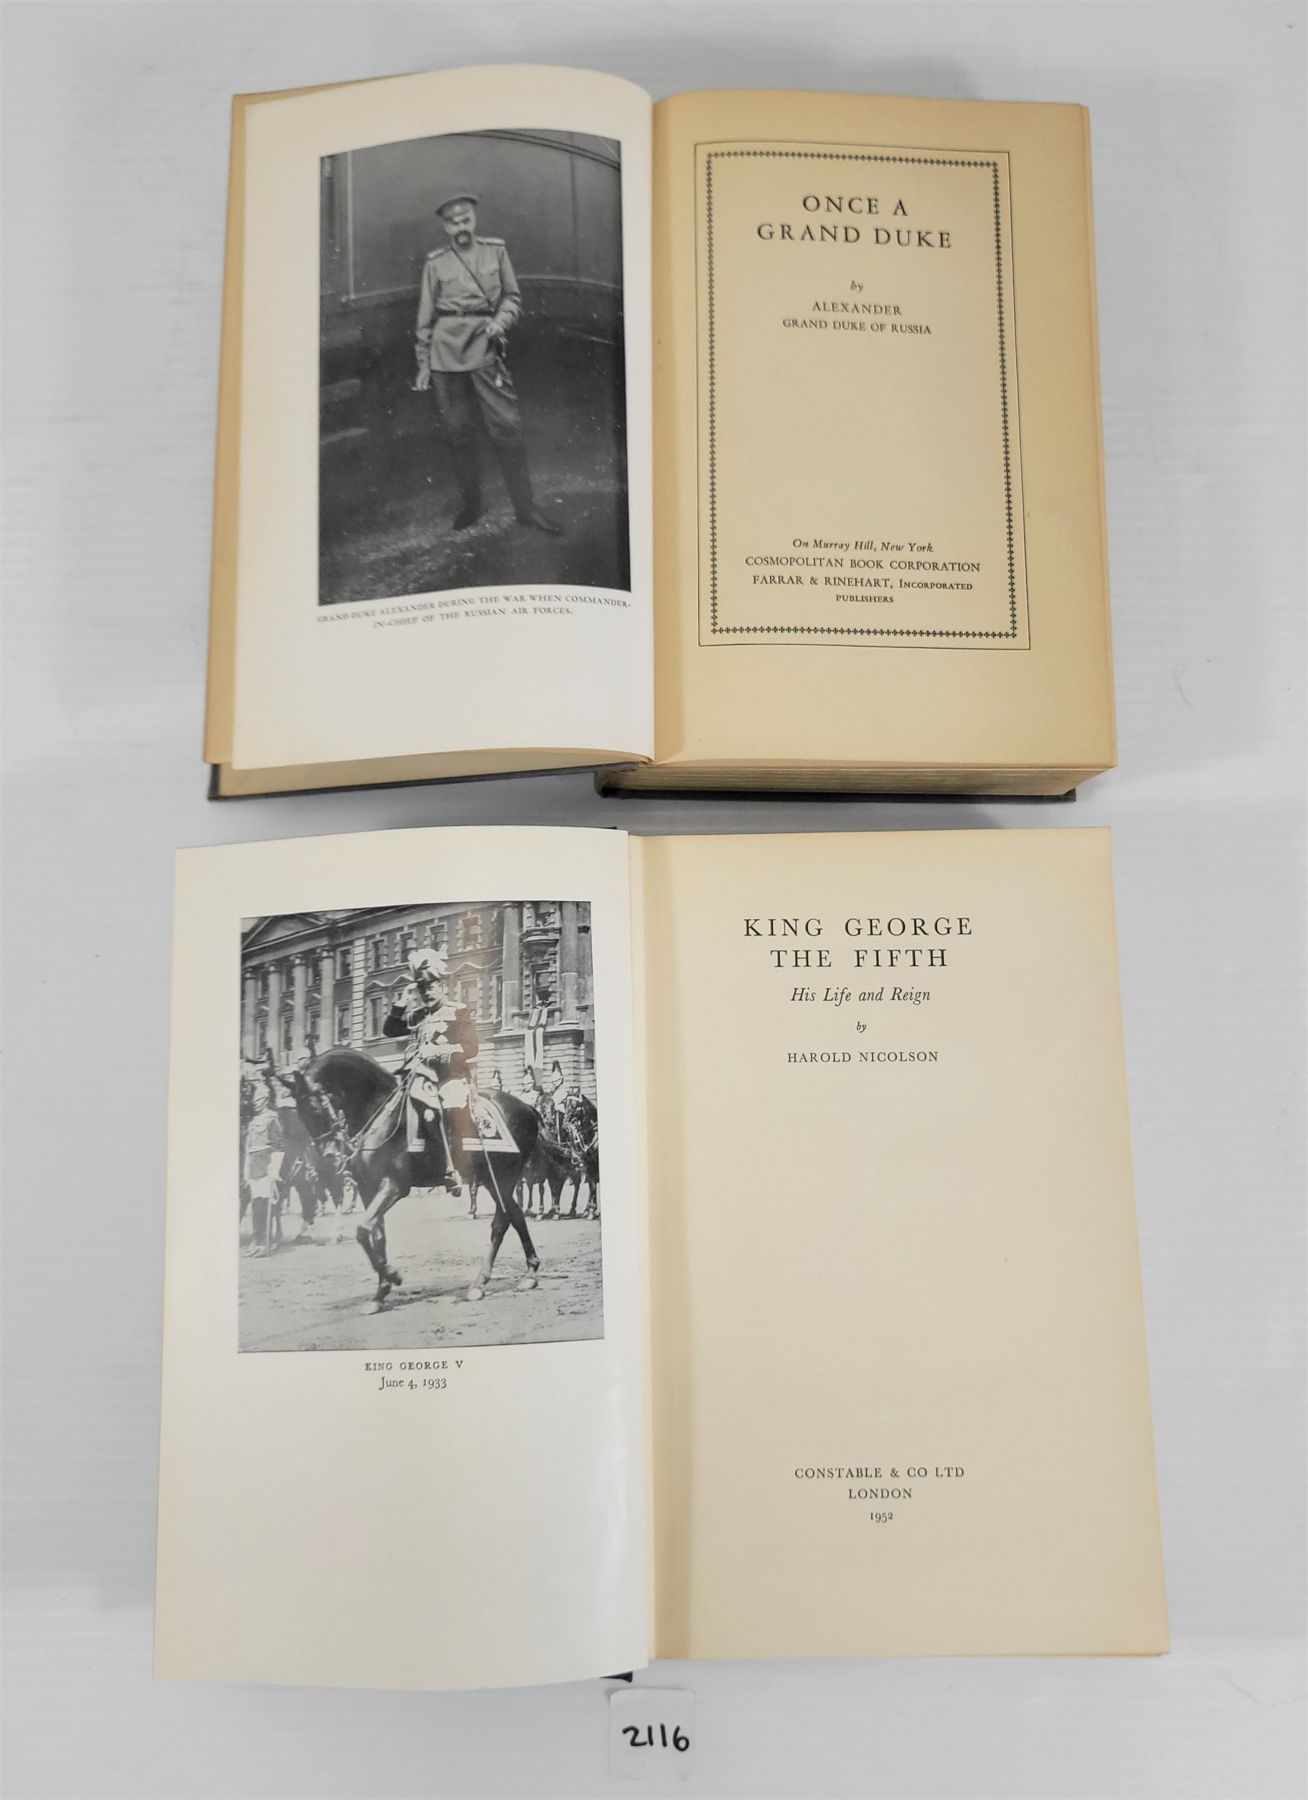 GRAND DUKE ALEXANDER DURING THE WAR WHEN COMMANDER-
IN-CHIEF OF THE RUSSIAN AIR FORCES.
ONCE A
GRAND DUKE
by
ALEXANDER
GRAND DUKE OF RUSSIA
On Murray Hill, New York
COSMOPOLITAN BOOK CORPORATION
FARRAR & RINEHART, INCORPORATED
PUBLISHERS
KING GEORGE V
June 4, 1933
KING GEORGE
THE FIFTH
His Life and Reign
by
HAROLD NICOLSON
CONSTABLE & CO LTD
LONDON
1952
2116